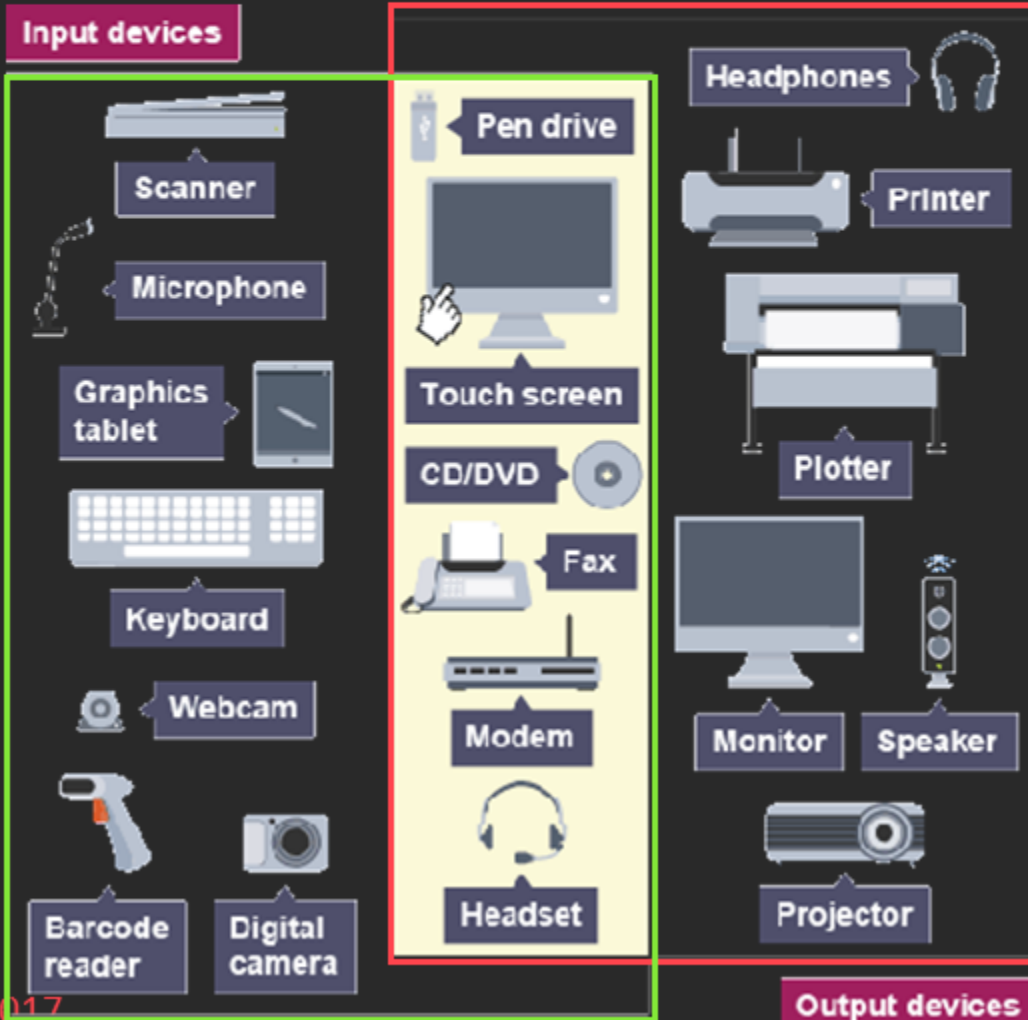 Input devices
Scanner
Microphone
Graphics
tablet
Keyboard
Webcam
Barcode
reader
Digital
camera
Pen drive
Touch screen
CD/DVD
Fax
Modem
Headset
Headphones
Printer
Plotter
Monitor
Speaker
Projector
Output devices
017